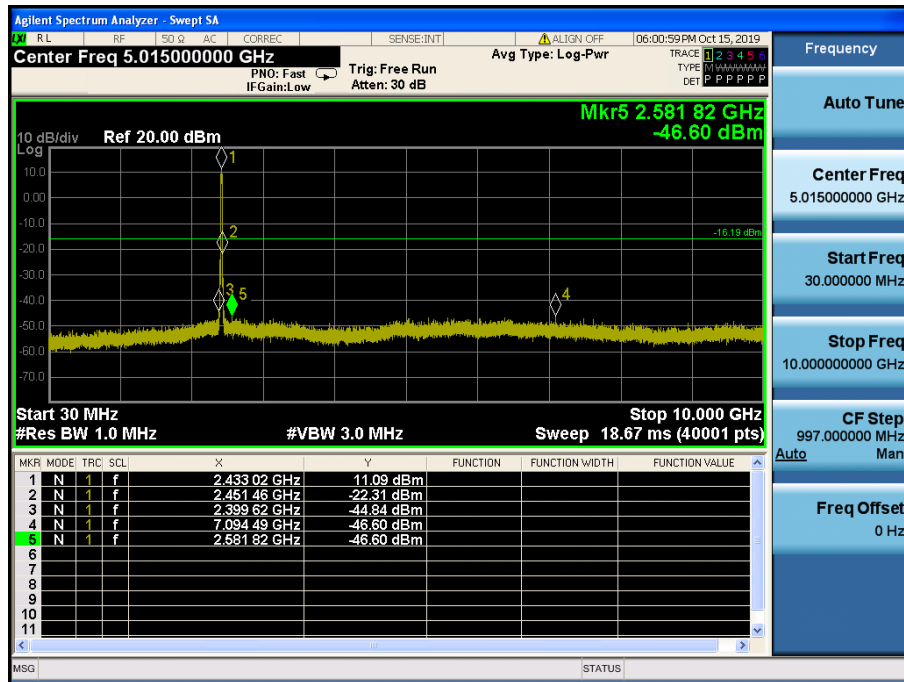 Agilent Spectrum Analyzer - Swept SA
LXI RL RF 50 Ω AC CORREC SENSE:INT ALIGN OFF 06:00:59 PM Oct 15, 2019
Center Freq 5.015000000 GHz
PNO: Fast
IFGain:Low
Trig: Free Run
Atten: 30 dB
Avg Type: Log-Pwr
TRACE 1 2 3 4 5 6
TYPE M WWWWW
DET P P P P P P
Mkr5 2.581 82 GHz
-46.60 dBm
10 dB/div Ref 20.00 dBm
Log
10.0
0.00
-10.0
-20.0
-30.0
-40.0
-50.0
-60.0
-70.0
1
2
3
5
4
-16.19 dBm
Start 30 MHz Stop 10.000 GHz
#Res BW 1.0 MHz #VBW 3.0 MHz Sweep 18.67 ms (40001 pts)
MKR MODE TRC SCL X Y FUNCTION FUNCTION WIDTH FUNCTION VALUE
1 N 1 f 2.433 02 GHz 11.09 dBm
2 N 1 f 2.451 46 GHz -22.31 dBm
3 N 1 f 2.399 62 GHz -44.84 dBm
4 N 1 f 7.094 49 GHz -46.60 dBm
5 N 1 f 2.581 82 GHz -46.60 dBm
6
7
8
9
10
11
MSG STATUS
Frequency
Auto Tune
Center Freq
5.015000000 GHz
Start Freq
30.000000 MHz
Stop Freq
10.000000000 GHz
CF Step
997.000000 MHz
Auto Man
Freq Offset
0 Hz